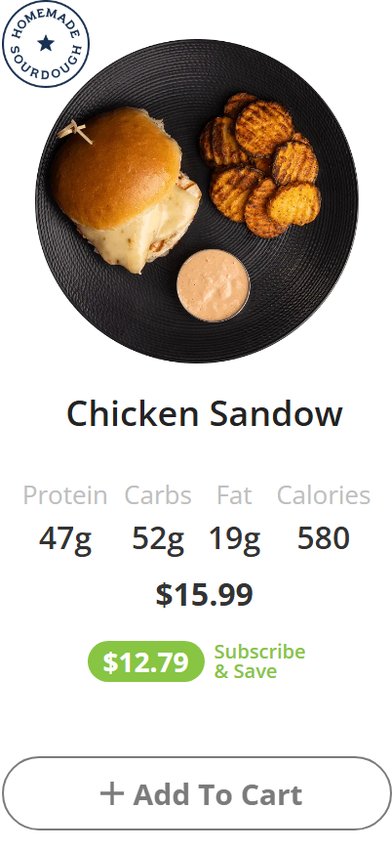 HOMEMADE
SOURDOUGH
Chicken Sandow
Protein Carbs Fat Calories
47g 52g 19g 580
$15.99
$12.79 Subscribe
& Save
+ Add To Cart